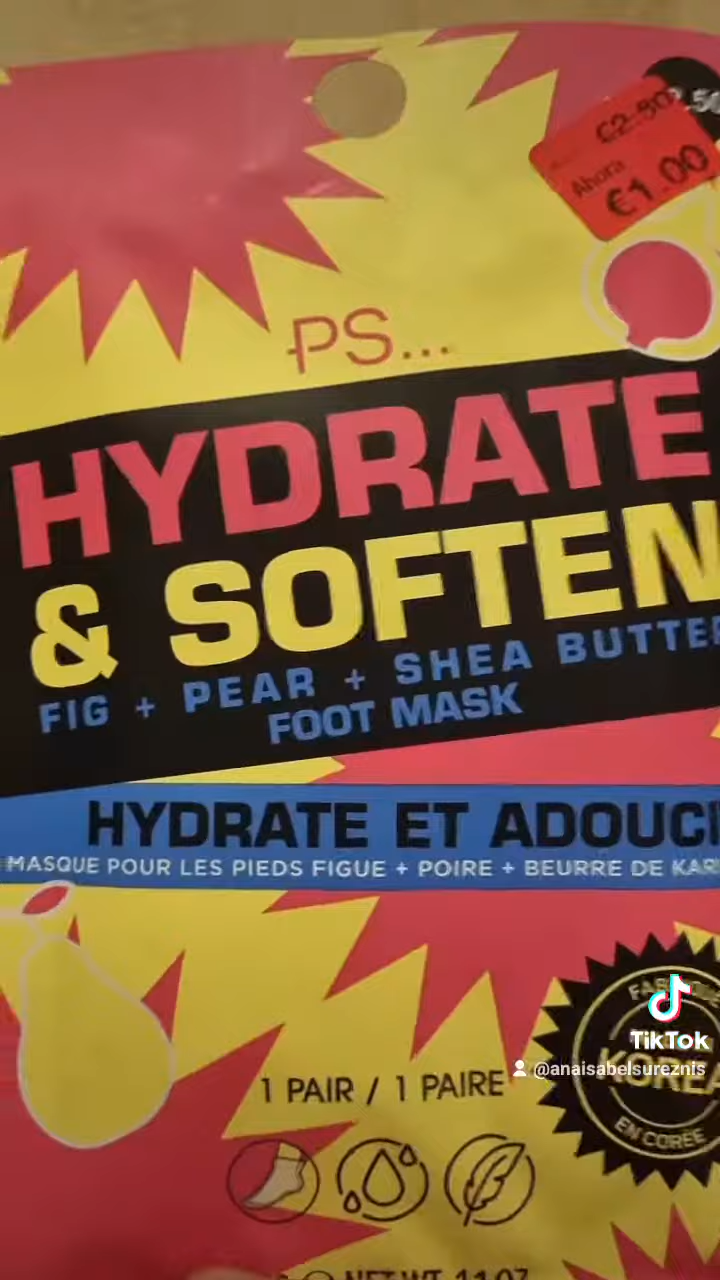 €2.50
Ahora
€1.00
PS...
HYDRATE
& SOFTEN
FIG + PEAR + SHEA BUTTER
FOOT MASK
HYDRATE ET ADOUCI
MASQUE POUR LES PIEDS FIGUE + POIRE + BEURRE DE KAR
1 PAIR / 1 PAIRE
KOREA
EN CORÉE
TikTok
@anaisabelsureznis